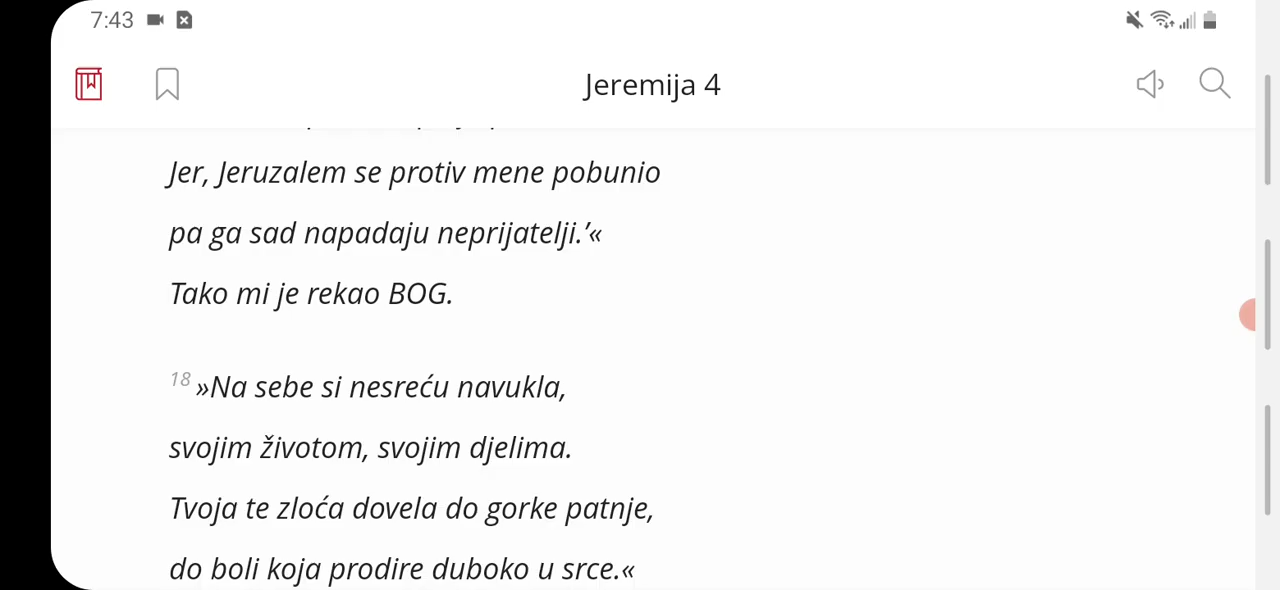 7:43
Jeremija 4
Jer, Jeruzalem se protiv mene pobunio
pa ga sad napadaju neprijatelji.’«
Tako mi je rekao BOG.
18 »Na sebe si nesreću navukla,
svojim životom, svojim djelima.
Tvoja te zloća dovela do gorke patnje,
do boli koja prodire duboko u srce.«